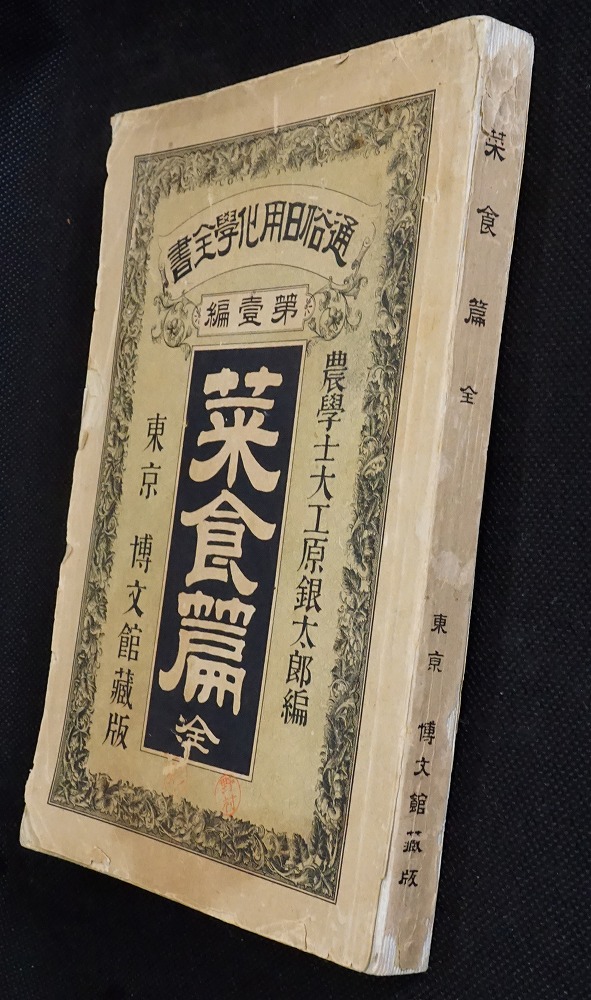 通俗日用化學全書
第壹編
農學士大工原銀太郎編
菜食篇 全
東京 博文館藏版
菜食篇 全
東京 博文館藏版